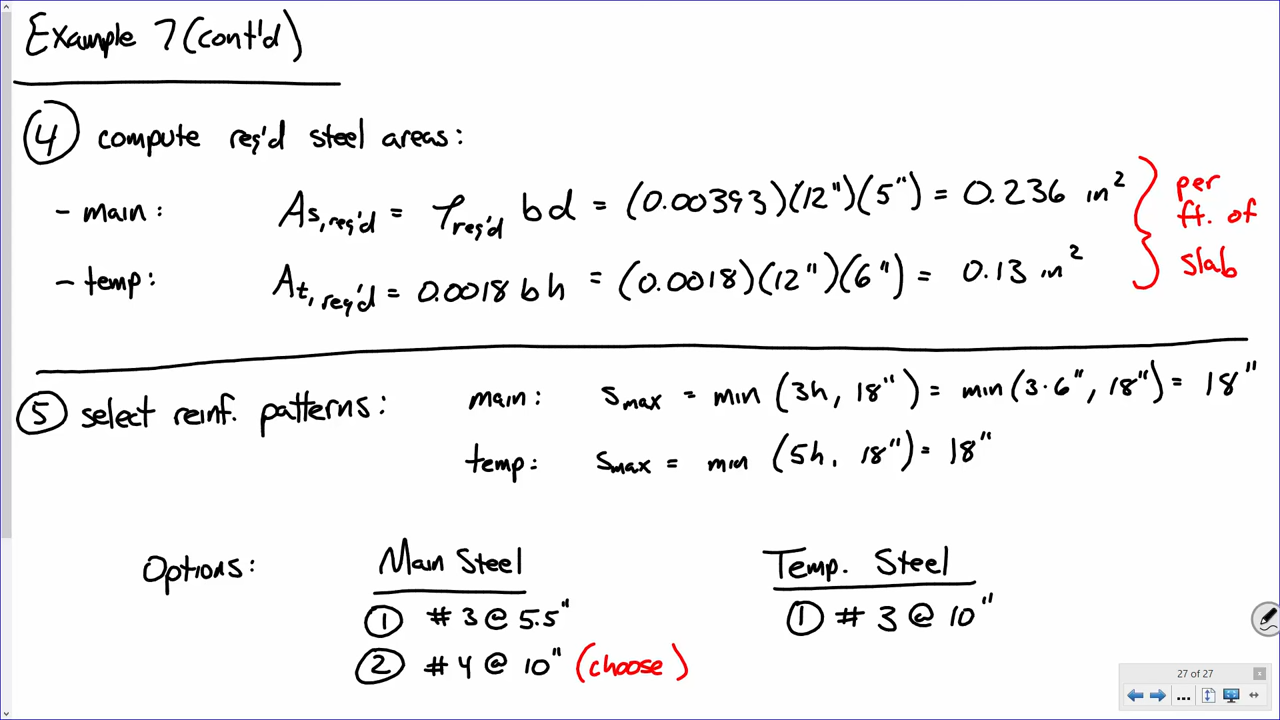 Example 7 (cont'd)
④ compute req'd steel areas:
- main: As,req'd = ρreq'd bd = (0.00393)(12")(5") = 0.236 in²
- temp: At,req'd = 0.0018 bh = (0.0018)(12")(6") = 0.13 in²
per ft. of slab
⑤ select reinf. patterns: main: smax = min (3h, 18") = min (3·6", 18") = 18"
temp: smax = min (5h, 18") = 18"
Options: Main Steel Temp. Steel
① #3 @ 5.5" ① #3 @ 10"
② #4 @ 10" (choose)
27 of 27